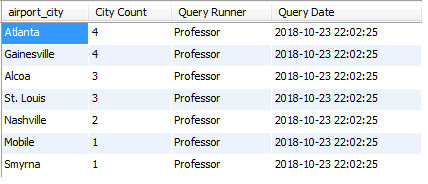 airport_city City Count Query Runner Query Date
Atlanta 4 Professor 2018-10-23 22:02:25
Gainesville 4 Professor 2018-10-23 22:02:25
Alcoa 3 Professor 2018-10-23 22:02:25
St. Louis 3 Professor 2018-10-23 22:02:25
Nashville 2 Professor 2018-10-23 22:02:25
Mobile 1 Professor 2018-10-23 22:02:25
Smyrna 1 Professor 2018-10-23 22:02:25